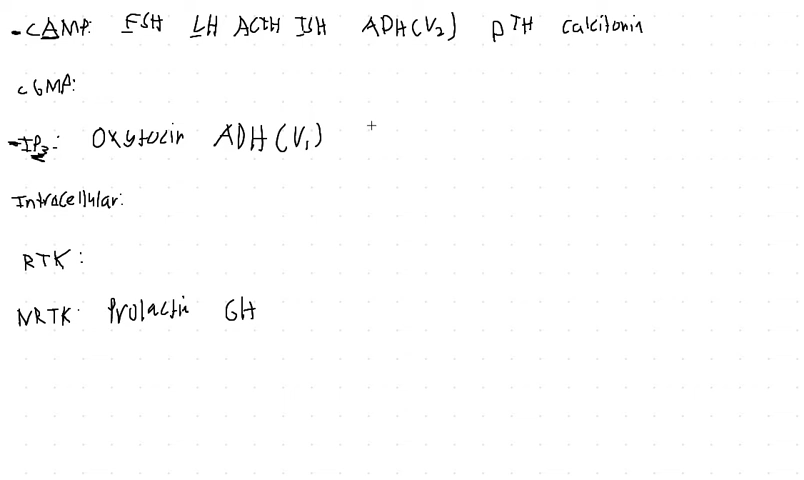 -cAMP: FSH LH ACTH TSH ADH(V₂) PTH Calcitonin
cGMP:
-IP₃: Oxytocin ADH(V₁)
Intracellular:
RTK:
NRTK: Prolactin GH